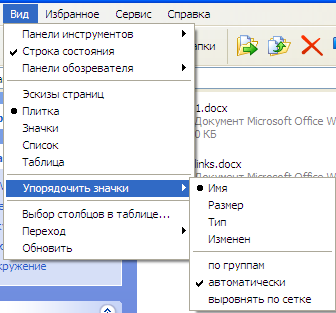 Вид Избранное Сервис Справка
Панели инструментов
Строка состояния
Панели обозревателя
Эскизы страниц
Плитка
Значки
Список
Таблица
Упорядочить значки
Выбор столбцов в таблице...
Переход
Обновить
Имя
Размер
Тип
Изменен
по группам
автоматически
выровнять по сетке
1.docx
Документ Microsoft Office W
0 КБ
links.docx
Документ Microsoft Office W